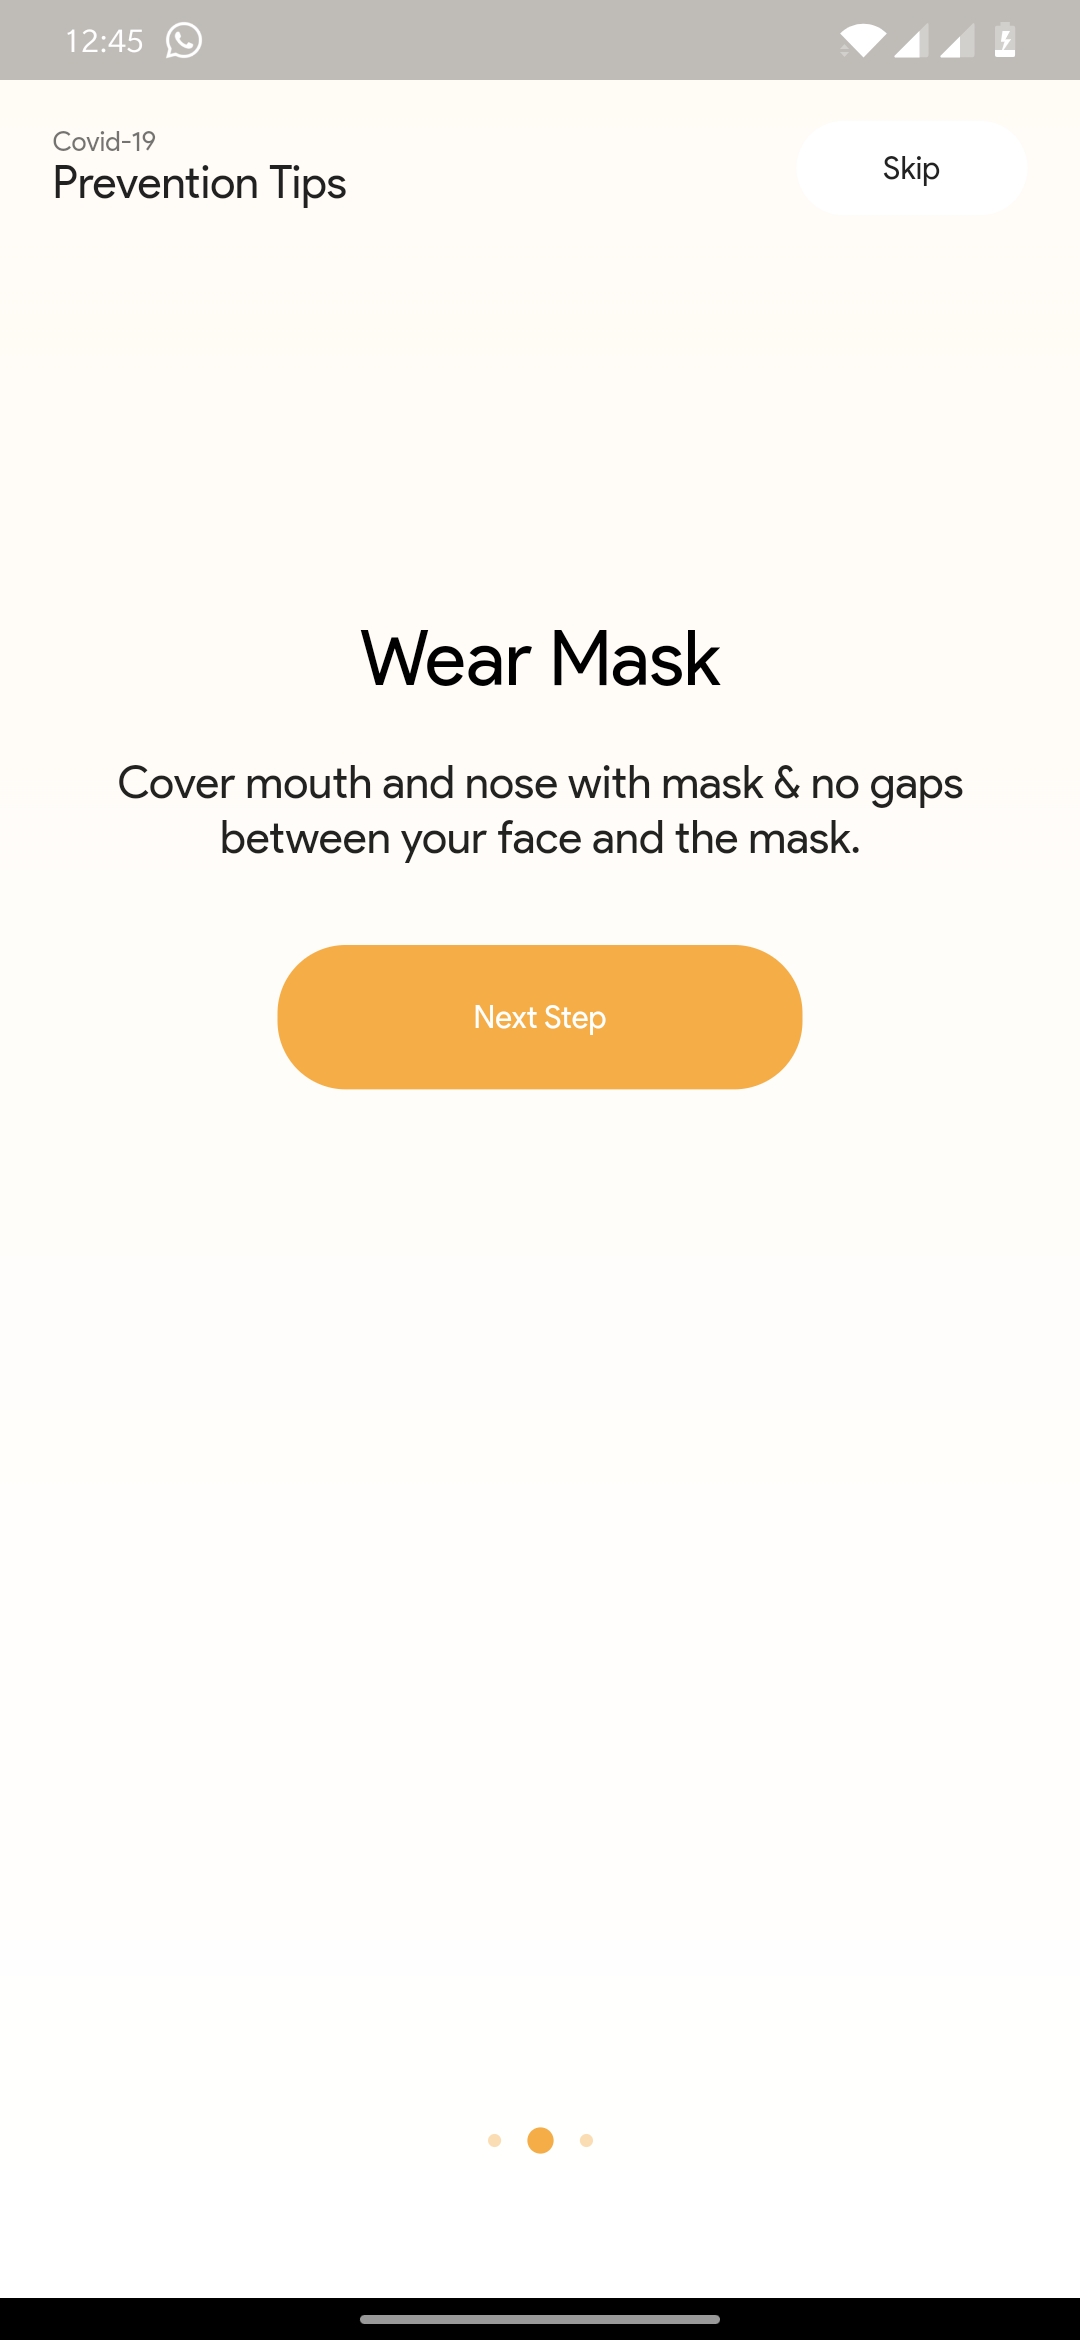 12:45
Covid-19
Prevention Tips
Skip
Wear Mask
Cover mouth and nose with mask & no gaps
between your face and the mask.
Next Step